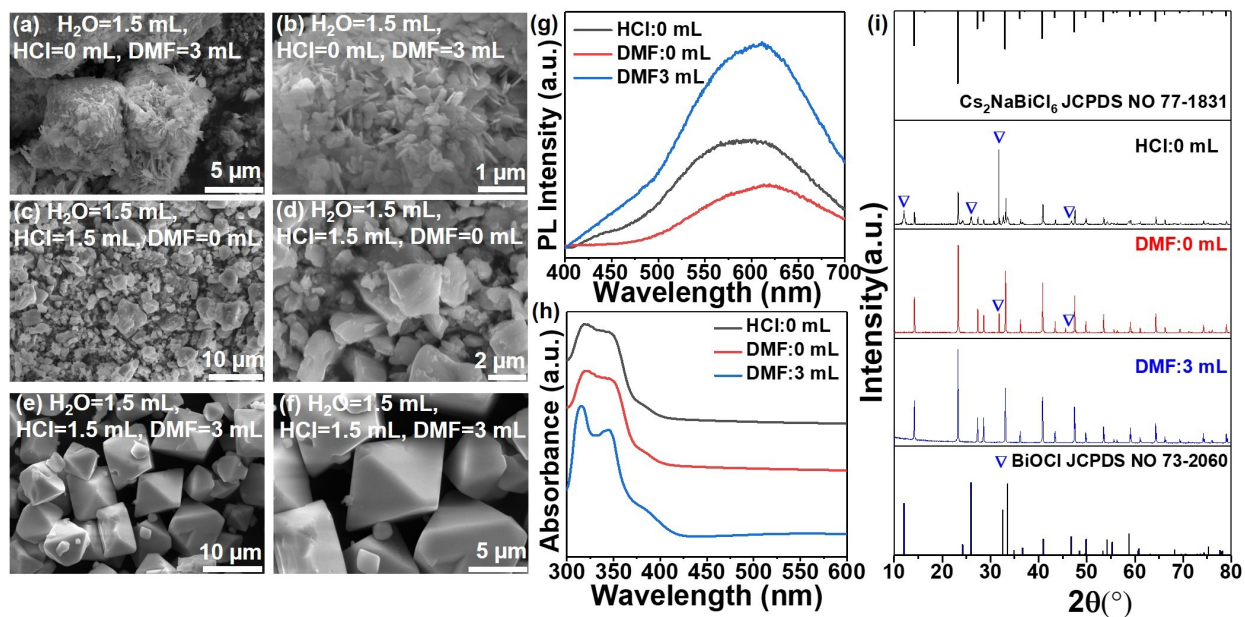 (a) H₂O=1.5 mL,
HCl=0 mL, DMF=3 mL
5 μm
(b) H₂O=1.5 mL,
HCl=0 mL, DMF=3 mL
1 μm
(c) H₂O=1.5 mL,
HCl=1.5 mL, DMF=0 mL
10 μm
(d) H₂O=1.5 mL,
HCl=1.5 mL, DMF=0 mL
2 μm
(e) H₂O=1.5 mL,
HCl=1.5 mL, DMF=3 mL
10 μm
(f) H₂O=1.5 mL,
HCl=1.5 mL, DMF=3 mL
5 μm
(g)
HCl:0 mL
DMF:0 mL
DMF3 mL
PL Intensity (a.u.)
400 450 500 550 600 650 700
Wavelength (nm)
(h)
HCl:0 mL
DMF:0 mL
DMF:3 mL
Absorbance (a.u.)
300 350 400 450 500 550 600
Wavelength (nm)
(i)
Cs₂NaBiCl₆ JCPDS NO 77-1831
HCl:0 mL
DMF:0 mL
DMF:3 mL
∇ BiOCl JCPDS NO 73-2060
Intensity(a.u.)
10 20 30 40 50 60 70 80
2θ(°)